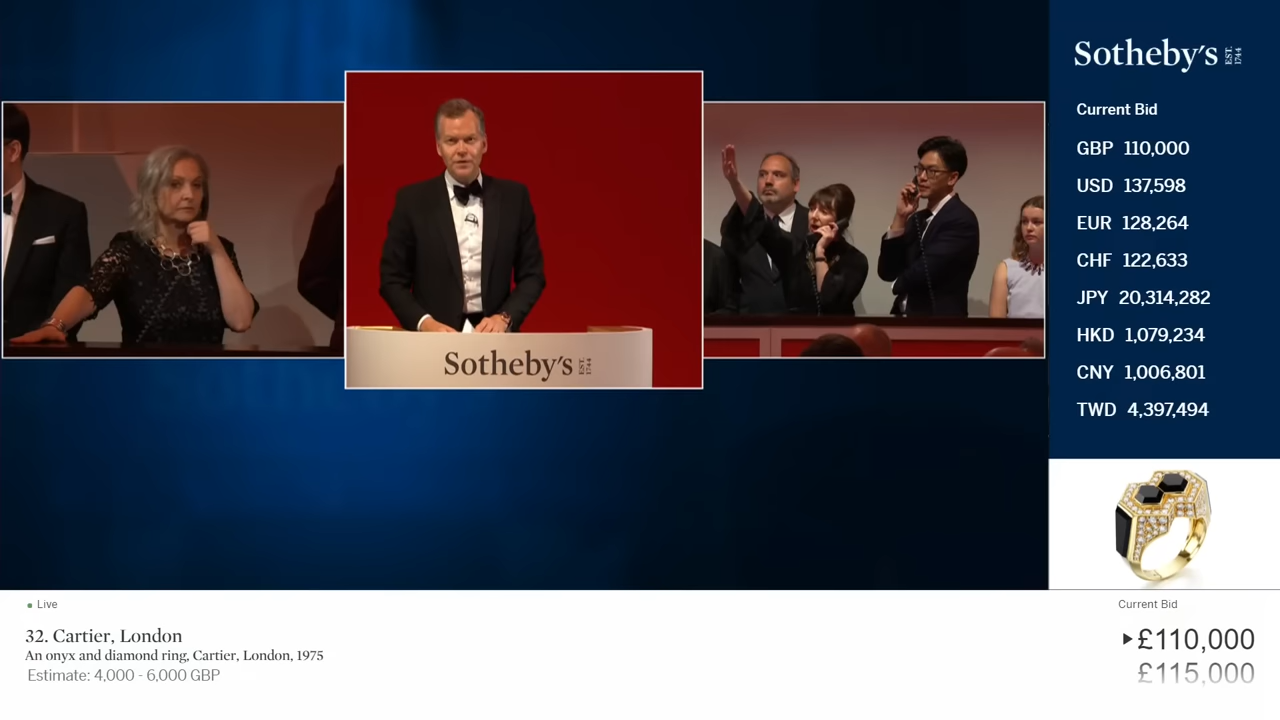 Sotheby's EST. 1744
Current Bid
GBP 110,000
USD 137,598
EUR 128,264
CHF 122,633
JPY 20,314,282
HKD 1,079,234
CNY 1,006,801
TWD 4,397,494
Sotheby's EST. 1744
Live
32. Cartier, London
An onyx and diamond ring, Cartier, London, 1975
Estimate: 4,000 - 6,000 GBP
Current Bid
£110,000
£115,000